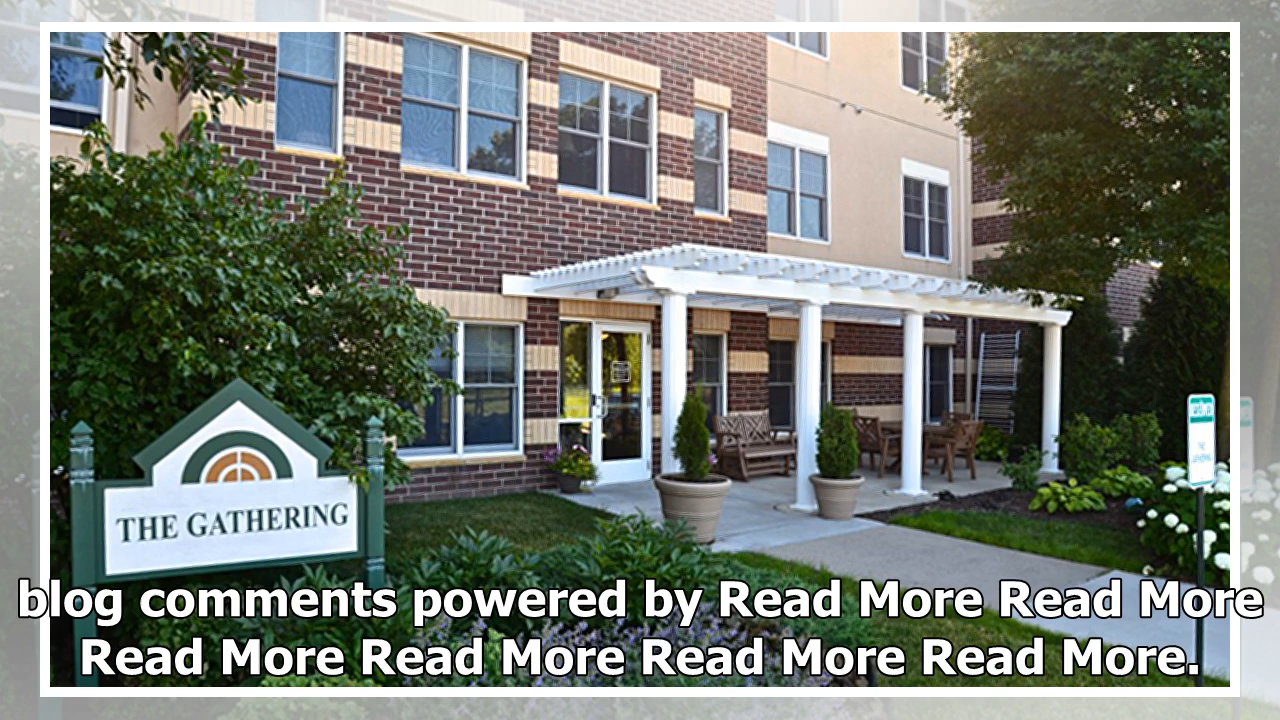 THE GATHERING
blog comments powered by Read More Read More
Read More Read More Read More Read More.